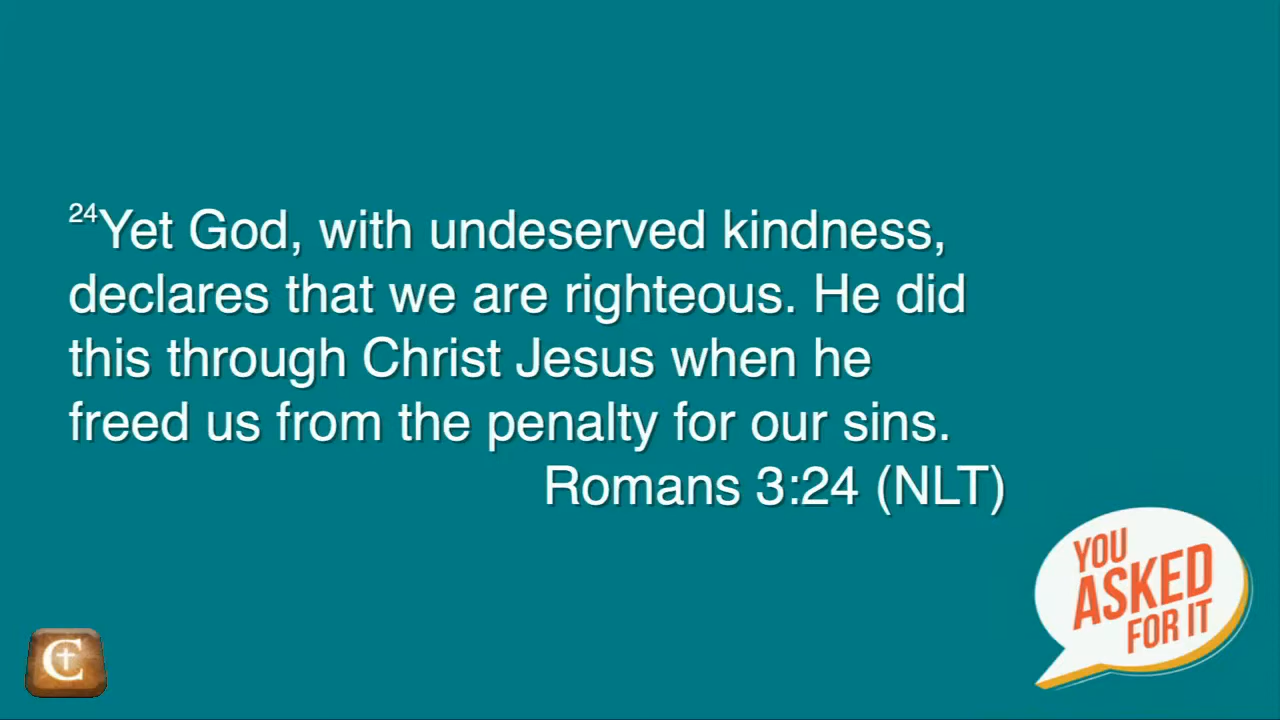 24Yet God, with undeserved kindness,
declares that we are righteous. He did
this through Christ Jesus when he
freed us from the penalty for our sins.
Romans 3:24 (NLT)
YOU
ASKED
FOR IT
C